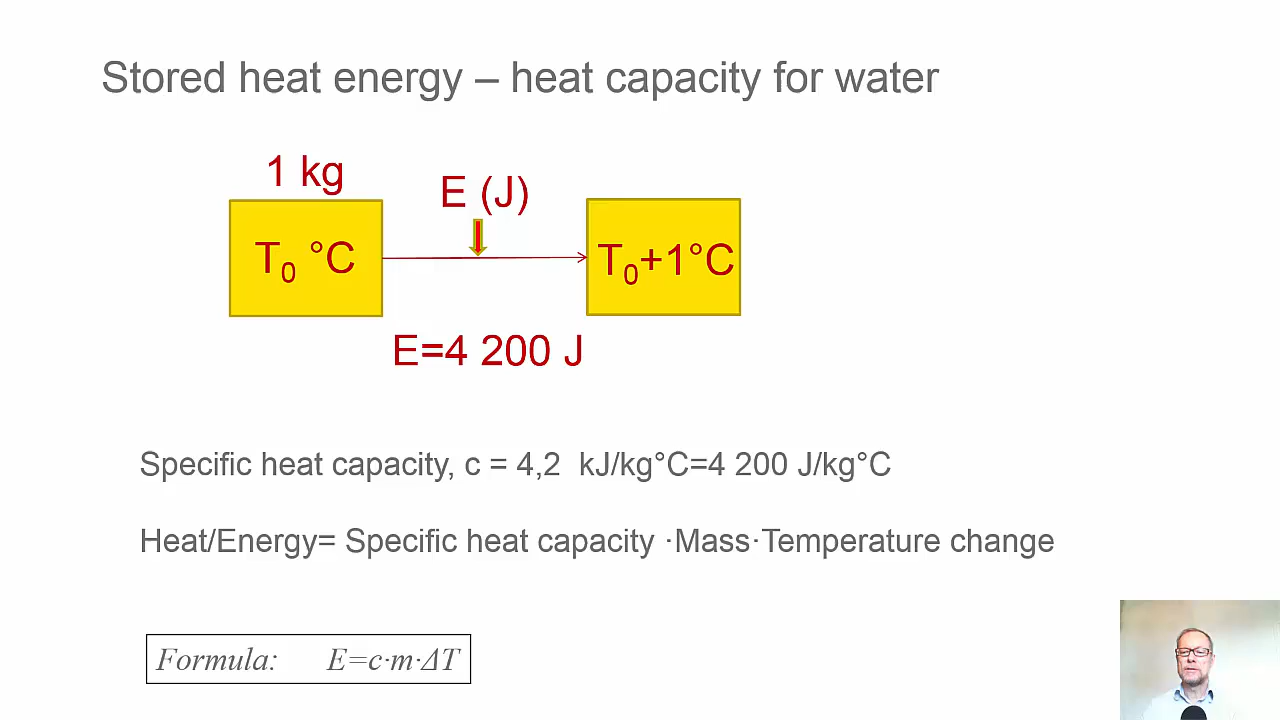 Stored heat energy – heat capacity for water
1 kg
E (J)
T₀ °C
T₀+1°C
E=4 200 J
Specific heat capacity, c = 4,2  kJ/kg°C=4 200 J/kg°C
Heat/Energy= Specific heat capacity ·Mass·Temperature change
Formula: E=c·m·ΔT